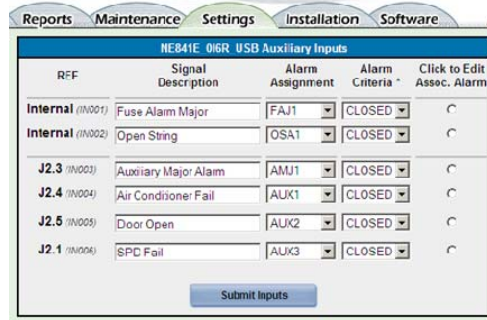 Reports Maintenance Settings Installation Software
NE841E_0I6R_USB Auxiliary Inputs
REF Signal Description Alarm Assignment Alarm Criteria * Click to Edit Assoc. Alarm
Internal (IN001) Fuse Alarm Major FAJ1 CLOSED
Internal (IN002) Open String OSA1 CLOSED
J2.3 (IN003) Auxiliary Major Alarm AMJ1 CLOSED
J2.4 (IN004) Air Conditioner Fail AUX1 CLOSED
J2.5 (IN005) Door Open AUX2 CLOSED
J2.1 (IN006) SPD Fail AUX3 CLOSED
Submit Inputs